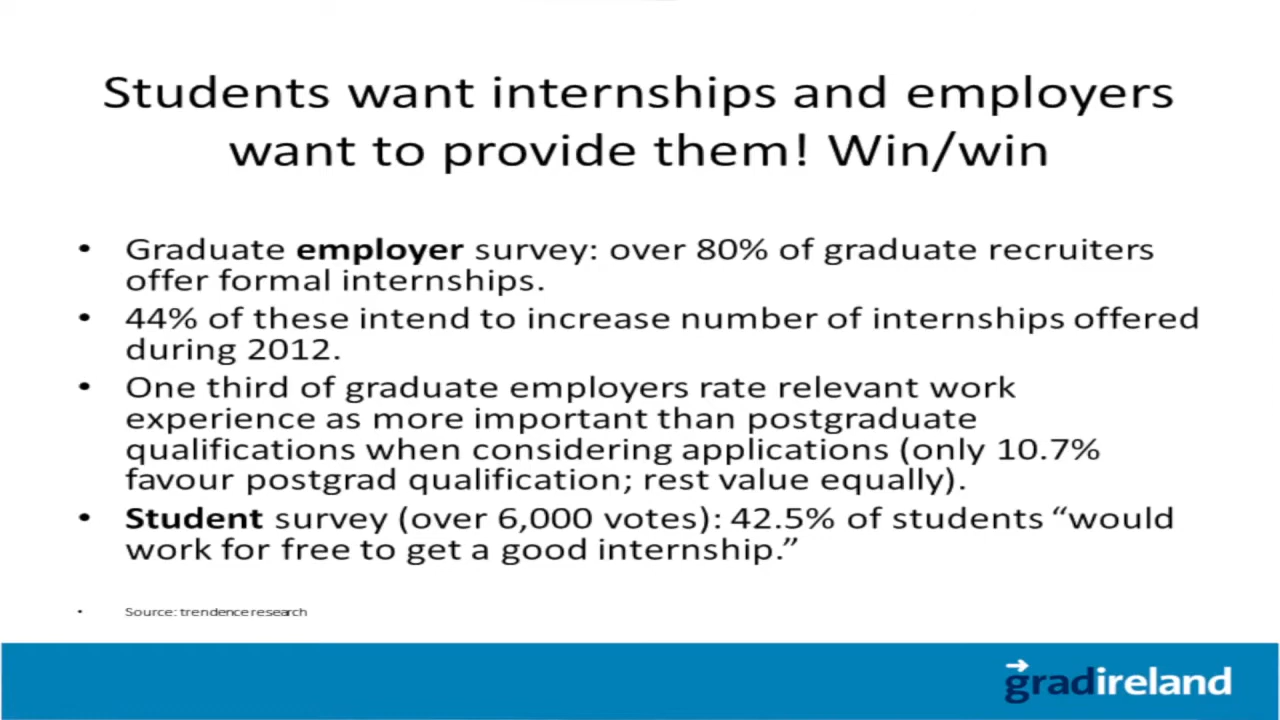 Students want internships and employers
want to provide them! Win/win
• Graduate employer survey: over 80% of graduate recruiters
offer formal internships.
• 44% of these intend to increase number of internships offered
during 2012.
• One third of graduate employers rate relevant work
experience as more important than postgraduate
qualifications when considering applications (only 10.7%
favour postgrad qualification; rest value equally).
• Student survey (over 6,000 votes): 42.5% of students “would
work for free to get a good internship.”
• Source: trendence research
gradireland